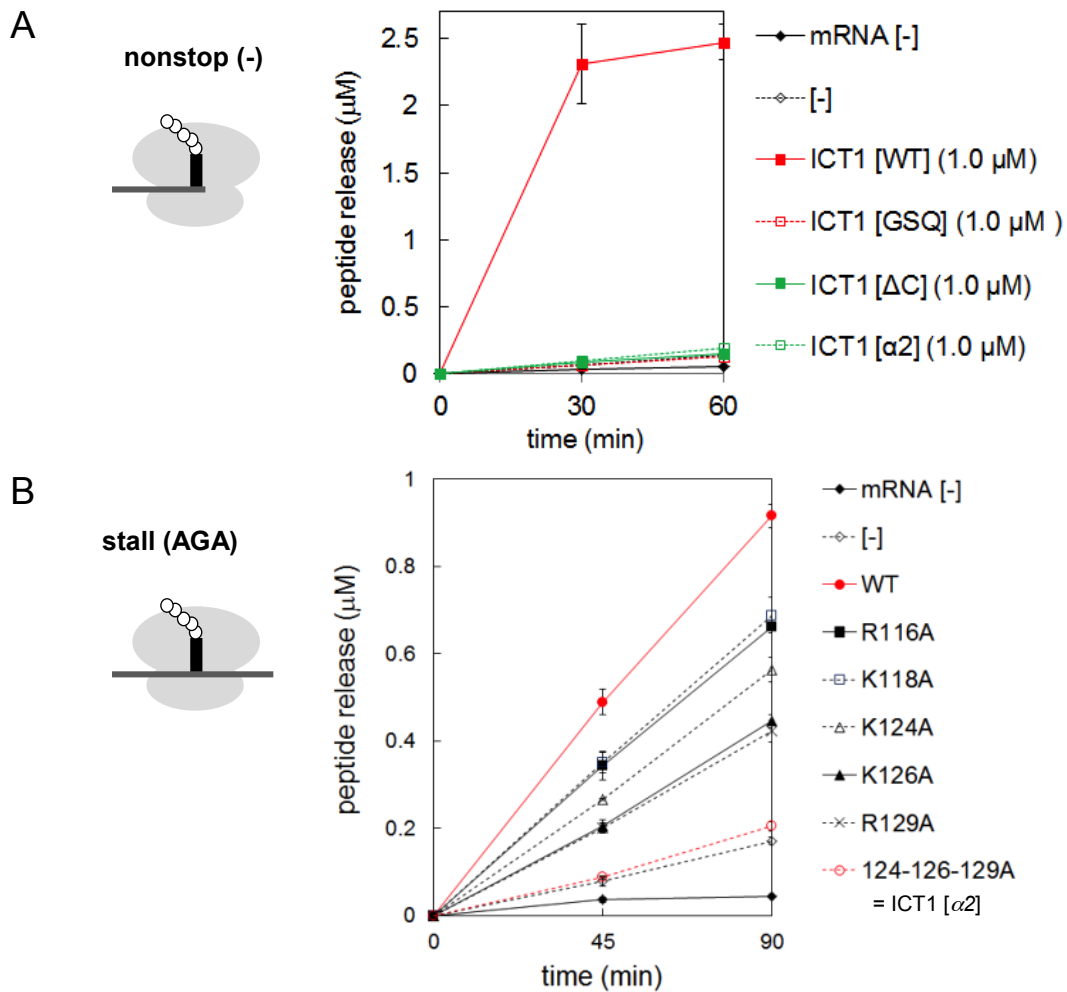 A
nonstop (-)
peptide release (μM)
2.5
2
1.5
1
0.5
0
0
30
60
time (min)
mRNA [-]
[-]
ICT1 [WT] (1.0 μM)
ICT1 [GSQ] (1.0 μM )
ICT1 [ΔC] (1.0 μM)
ICT1 [α2] (1.0 μM)
B
stall (AGA)
peptide release (μM)
1
0.8
0.6
0.4
0.2
0
0
45
90
time (min)
mRNA [-]
[-]
WT
R116A
K118A
K124A
K126A
R129A
124-126-129A
= ICT1 [α2]